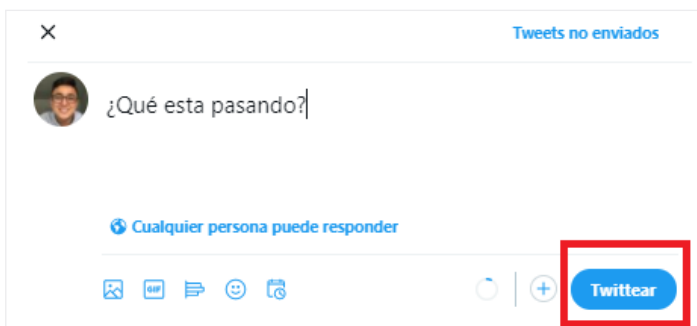 Tweets no enviados
¿Qué esta pasando?
Cualquier persona puede responder
GIF
Twittear